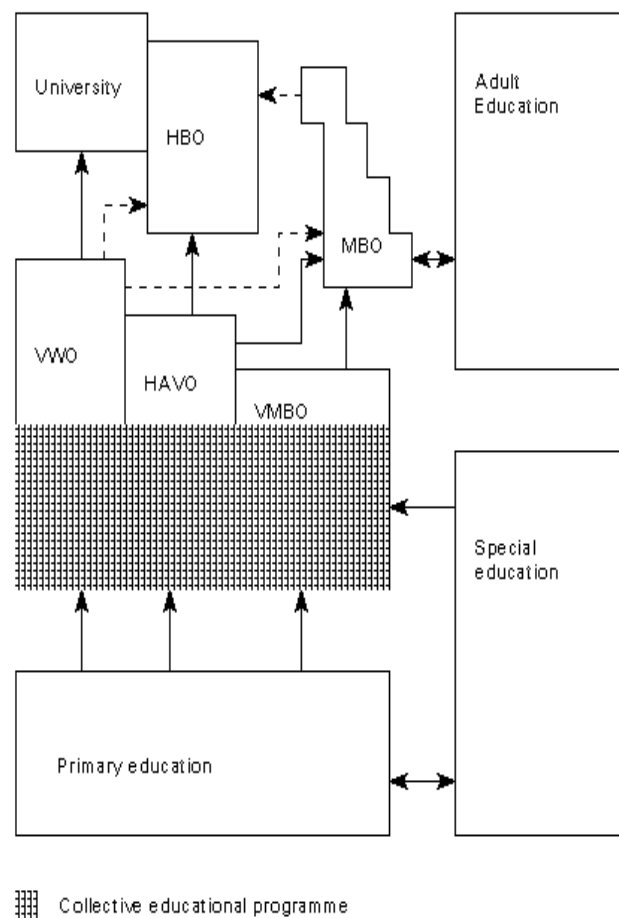 University
HBO
Adult
Education
MBO
VWO
HAVO
VMBO
Special
education
Primary education
Collective educational programme